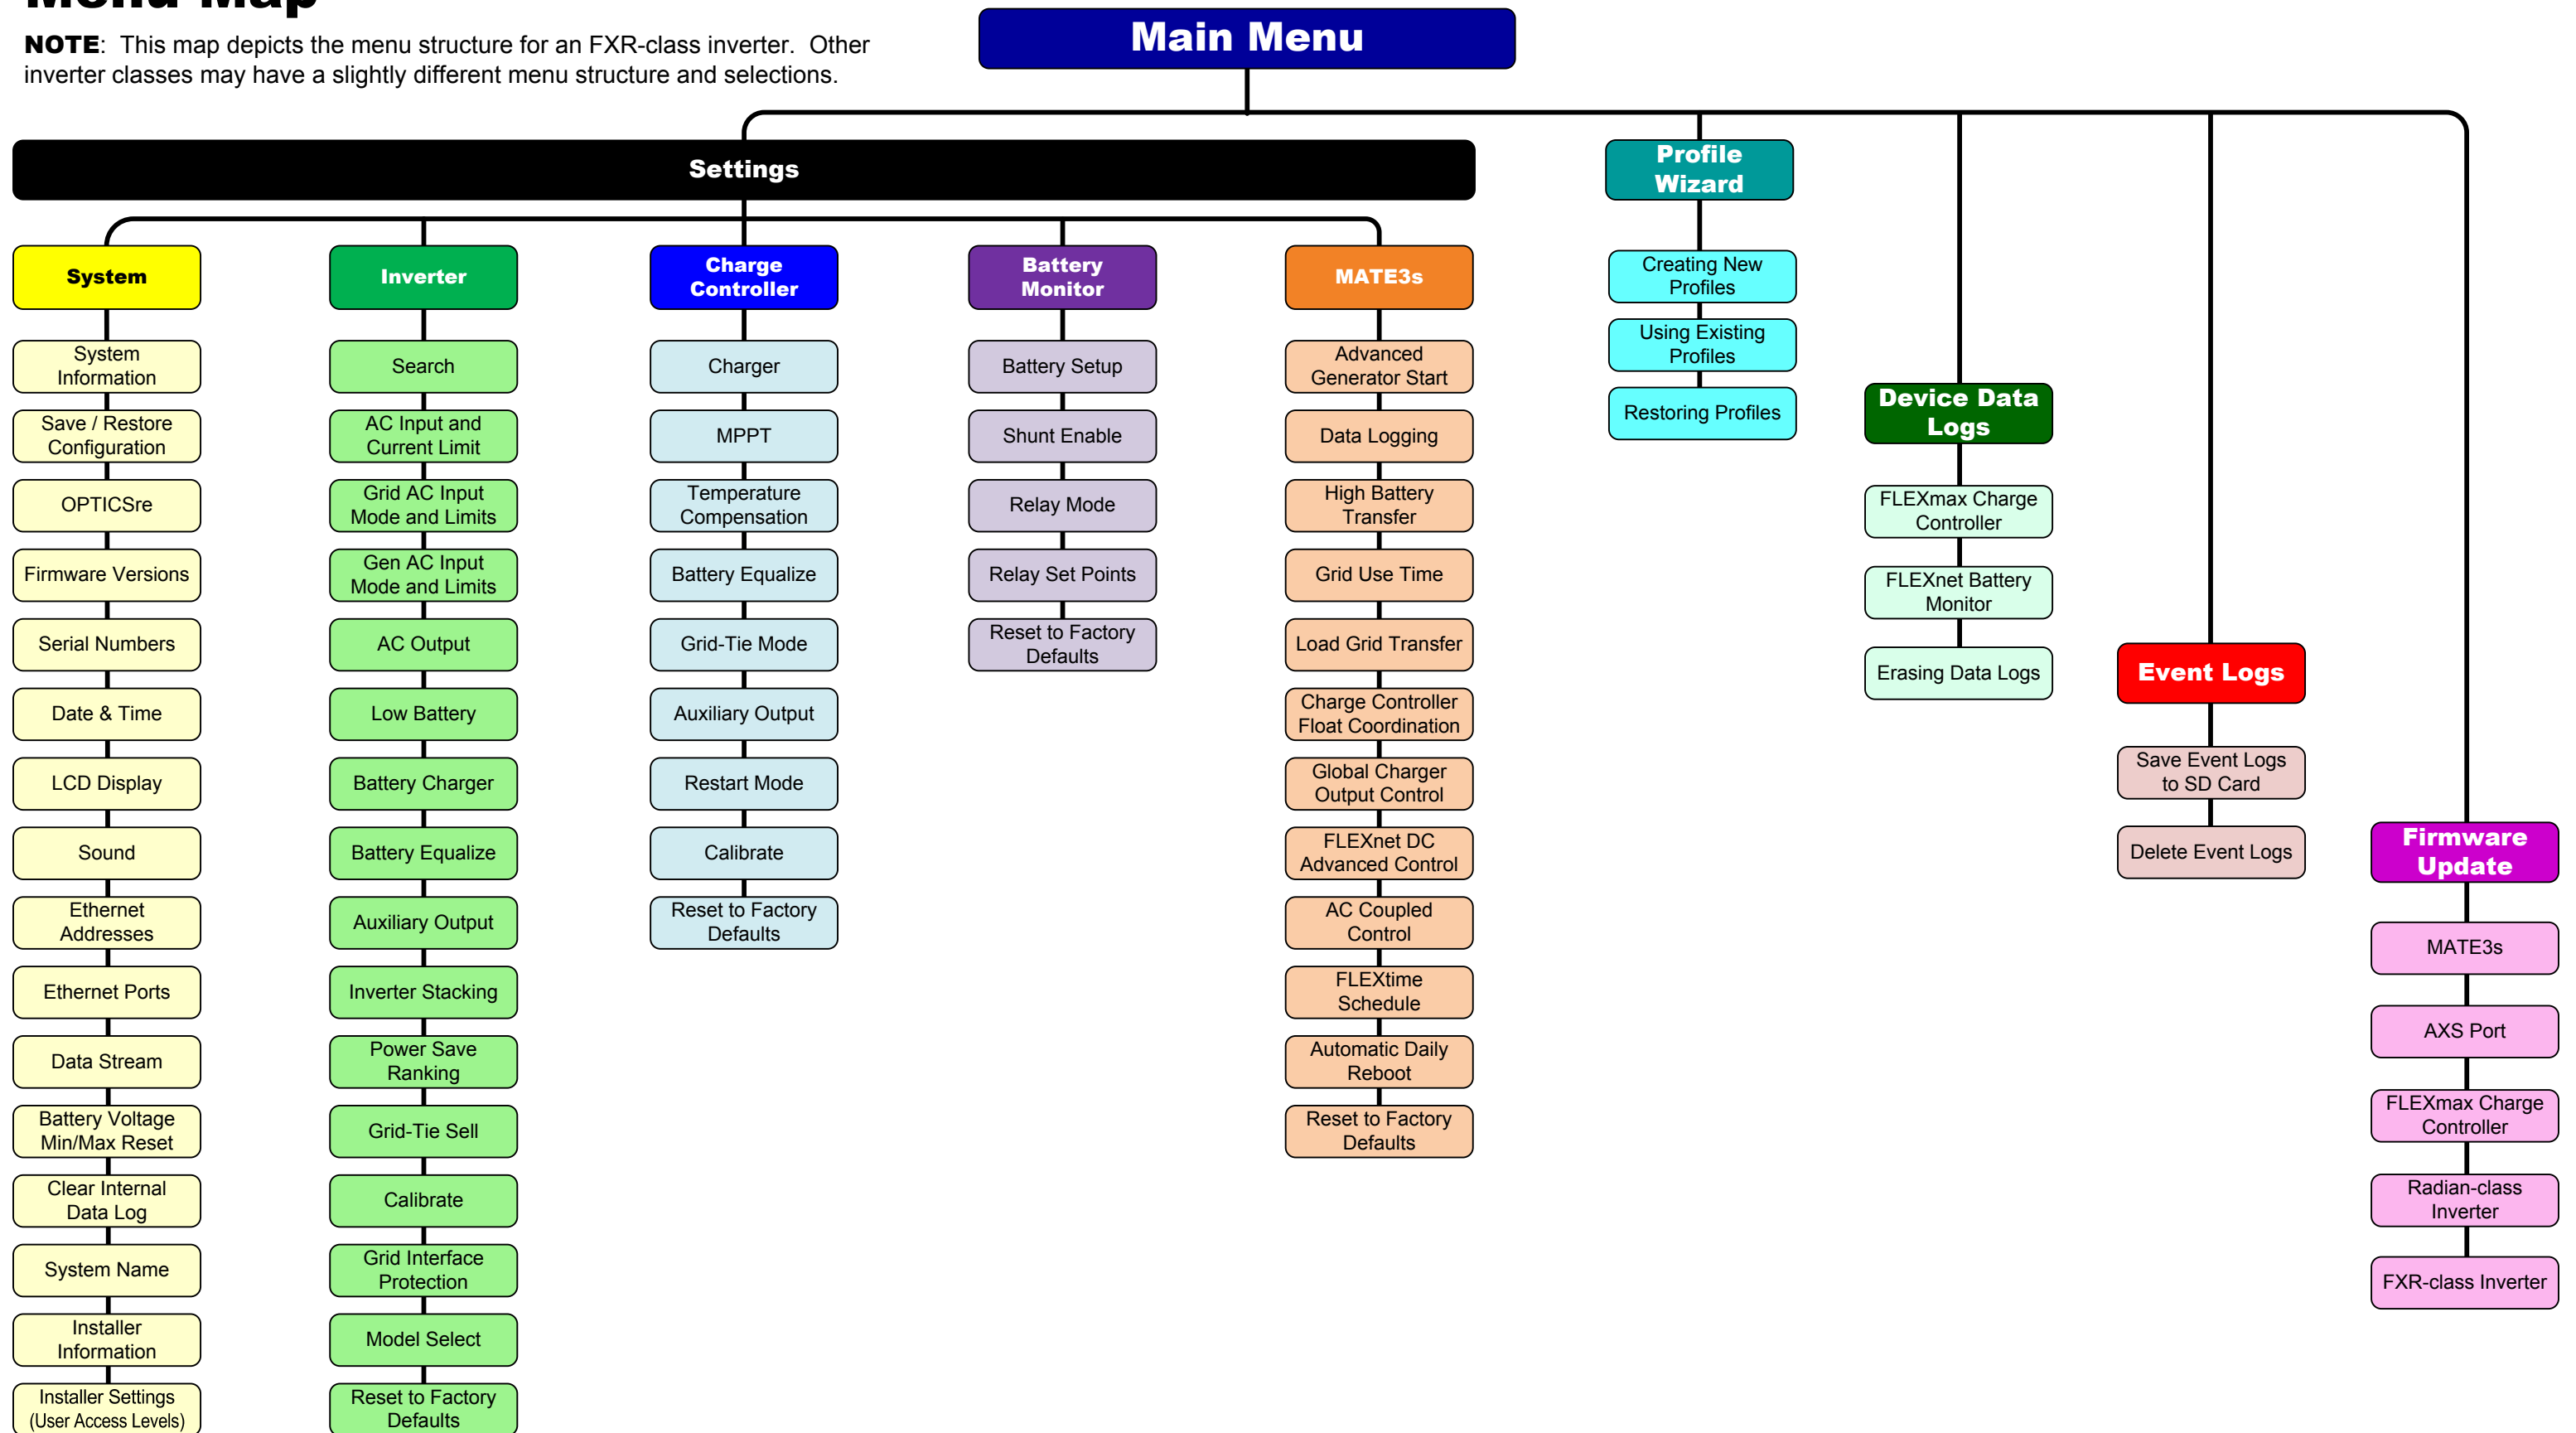 Menu Map
NOTE: This map depicts the menu structure for an FXR-class inverter. Other
inverter classes may have a slightly different menu structure and selections.
Main Menu
Settings
System
System
Information
Save / Restore
Configuration
OPTICSre
Firmware Versions
Serial Numbers
Date & Time
LCD Display
Sound
Ethernet
Addresses
Ethernet Ports
Data Stream
Battery Voltage
Min/Max Reset
Clear Internal
Data Log
System Name
Installer
Information
Installer Settings
(User Access Levels)
Inverter
Search
AC Input and
Current Limit
Grid AC Input
Mode and Limits
Gen AC Input
Mode and Limits
AC Output
Low Battery
Battery Charger
Battery Equalize
Auxiliary Output
Inverter Stacking
Power Save
Ranking
Grid-Tie Sell
Calibrate
Grid Interface
Protection
Model Select
Reset to Factory
Defaults
Charge
Controller
Charger
MPPT
Temperature
Compensation
Battery Equalize
Grid-Tie Mode
Auxiliary Output
Restart Mode
Calibrate
Reset to Factory
Defaults
Battery
Monitor
Battery Setup
Shunt Enable
Relay Mode
Relay Set Points
Reset to Factory
Defaults
MATE3s
Advanced
Generator Start
Data Logging
High Battery
Transfer
Grid Use Time
Load Grid Transfer
Charge Controller
Float Coordination
Global Charger
Output Control
FLEXnet DC
Advanced Control
AC Coupled
Control
FLEXtime
Schedule
Automatic Daily
Reboot
Reset to Factory
Defaults
Profile
Wizard
Creating New
Profiles
Using Existing
Profiles
Restoring Profiles
Device Data
Logs
FLEXmax Charge
Controller
FLEXnet Battery
Monitor
Erasing Data Logs
Event Logs
Save Event Logs
to SD Card
Delete Event Logs
Firmware
Update
MATE3s
AXS Port
FLEXmax Charge
Controller
Radian-class
Inverter
FXR-class Inverter